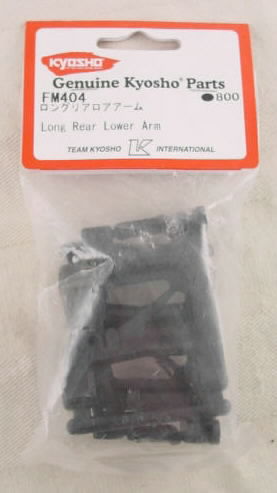 KYOSHO
Genuine Kyosho® Parts
FM404 ●800
ロングリアロアアーム
Long Rear Lower Arm
TEAM KYOSHO K INTERNATIONAL